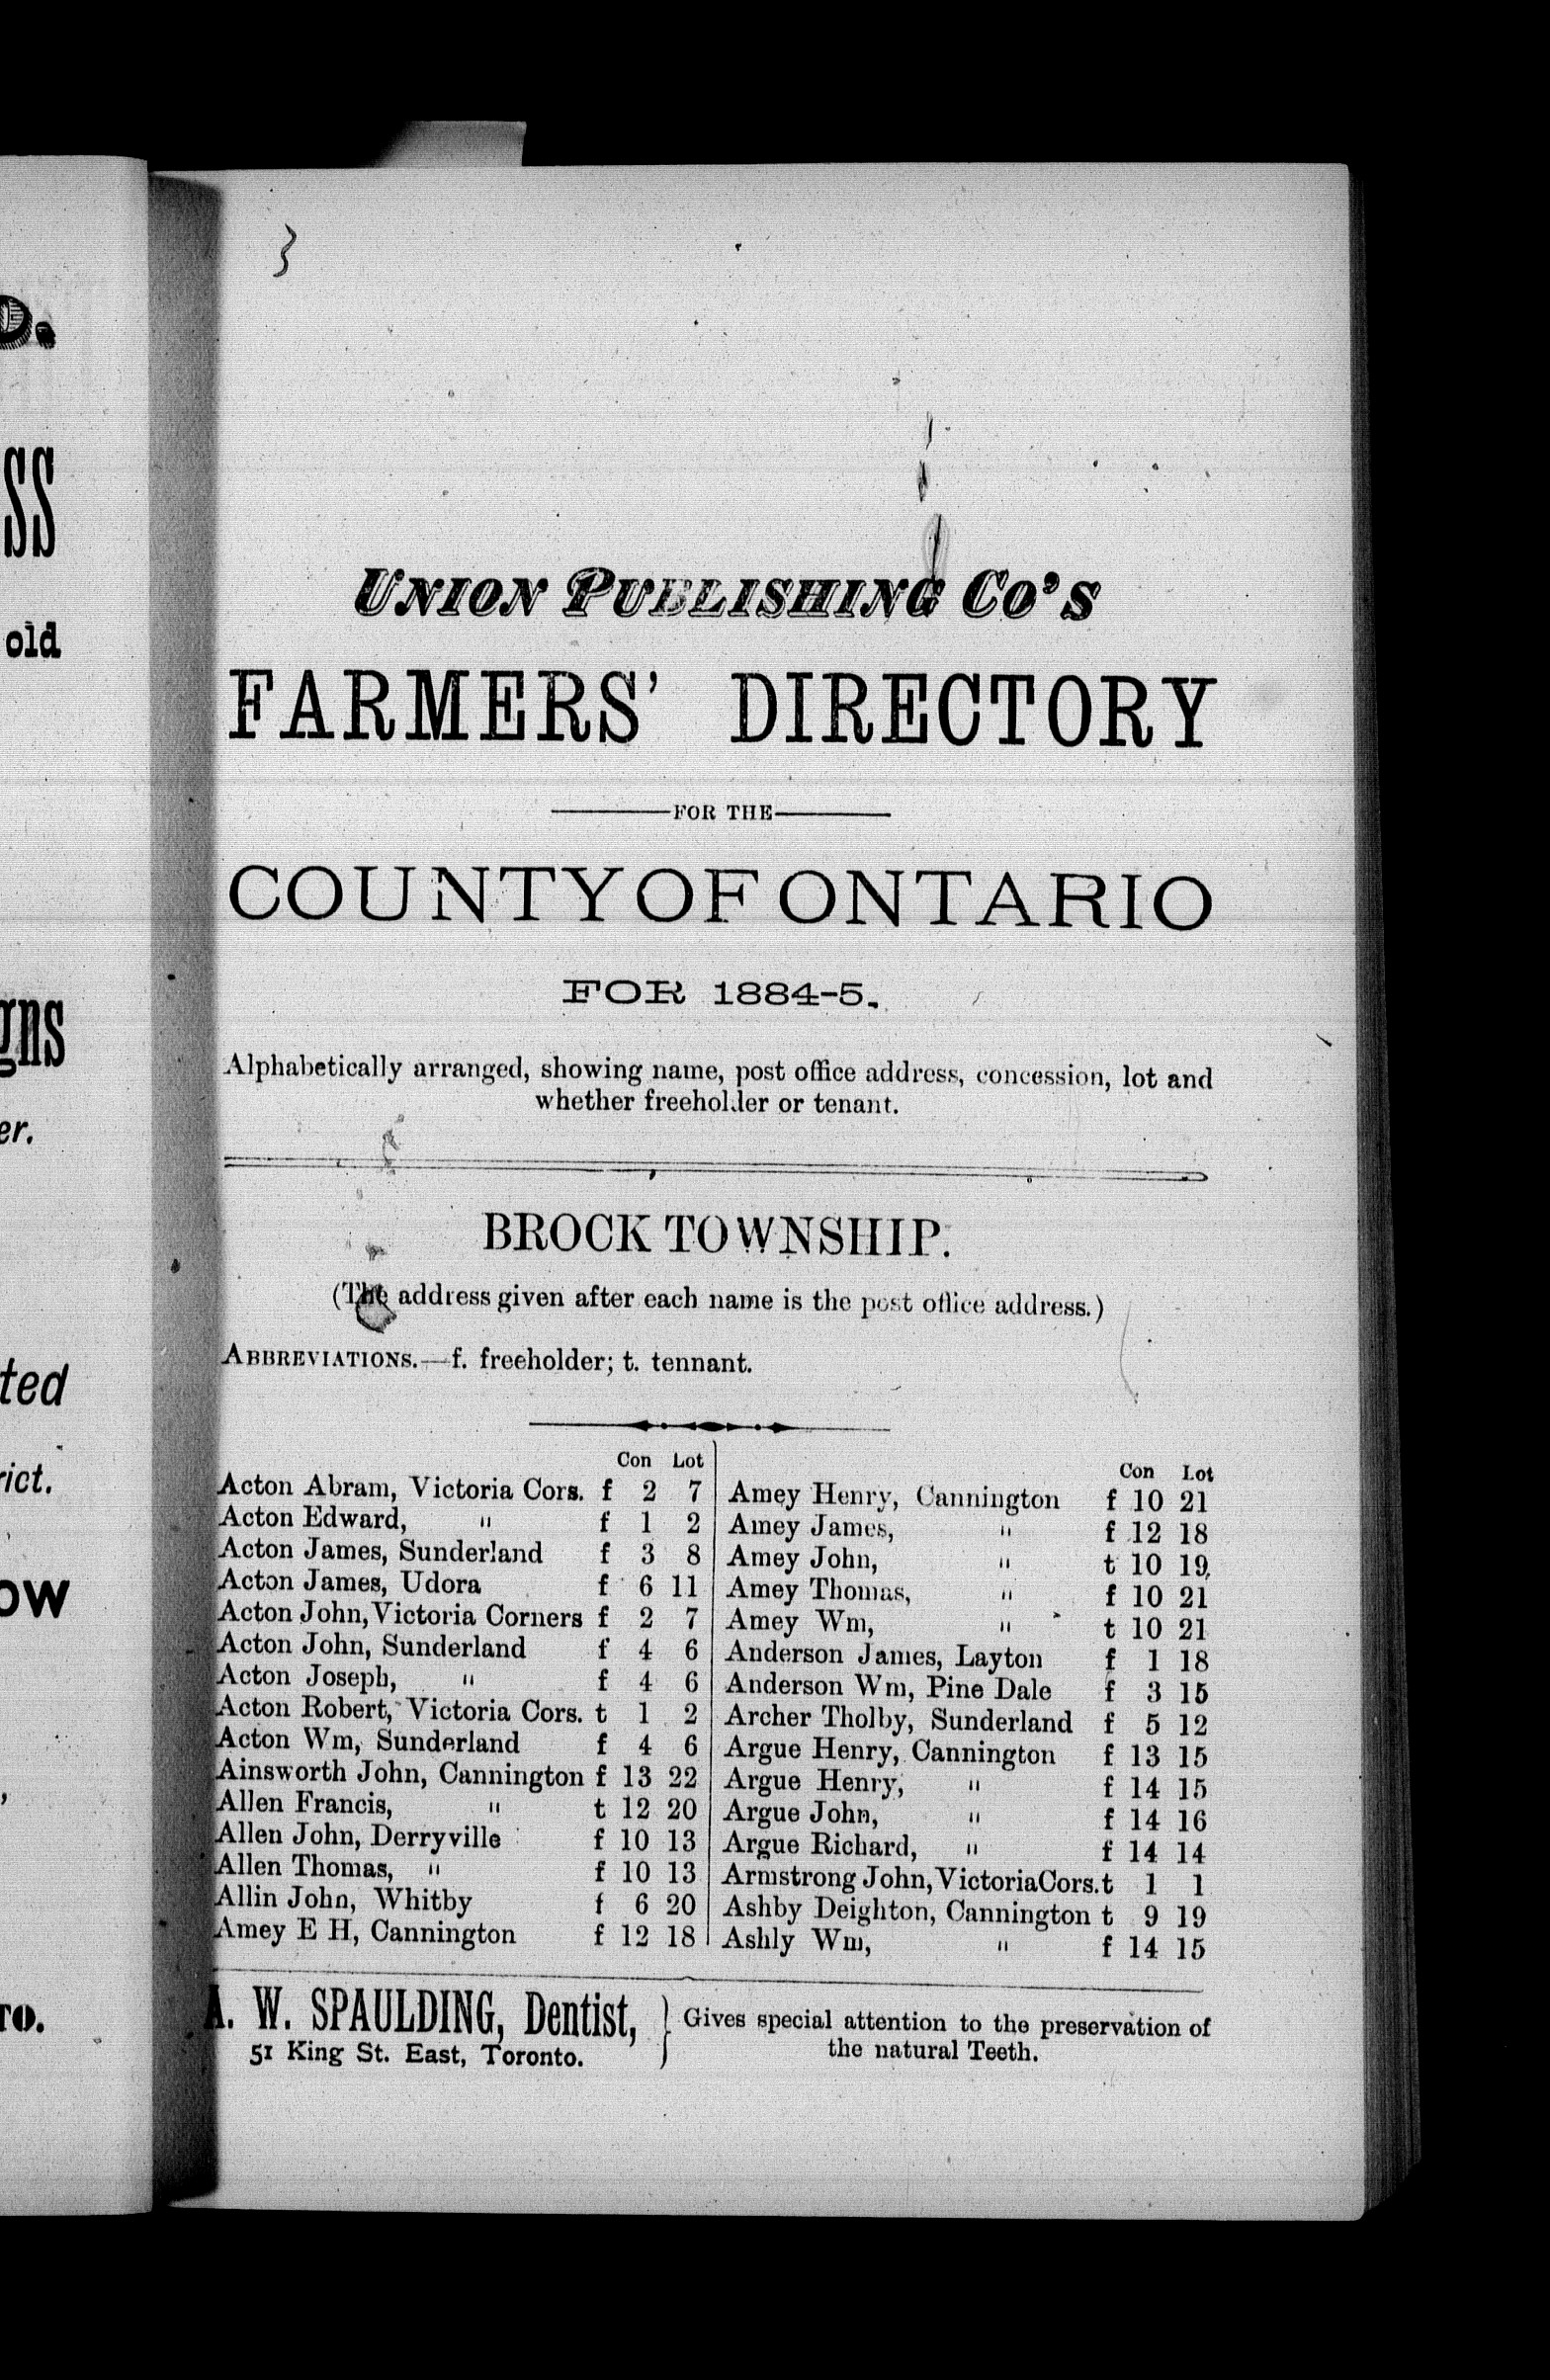 UNION PUBLISHING CO'S
FARMERS' DIRECTORY
FOR THE
COUNTY OF ONTARIO
FOR 1884-5.
Alphabetically arranged, showing name, post office address, concession, lot and
whether freeholder or tenant.
BROCK TOWNSHIP.
(The address given after each name is the post office address.)
ABBREVIATIONS.—f. freeholder; t. tennant.
Con Lot
Acton Abram, Victoria Cors. f 2 7
Acton Edward, " f 1 2
Acton James, Sunderland f 3 8
Acton James, Udora f 6 11
Acton John, Victoria Corners f 2 7
Acton John, Sunderland f 4 6
Acton Joseph, " f 4 6
Acton Robert, Victoria Cors. t 1 2
Acton Wm, Sunderland f 4 6
Ainsworth John, Cannington f 13 22
Allen Francis, " t 12 20
Allen John, Derryville f 10 13
Allen Thomas, " f 10 13
Allin John, Whitby f 6 20
Amey E H, Cannington f 12 18
Con Lot
Amey Henry, Cannington f 10 21
Amey James, " f 12 18
Amey John, " t 10 19
Amey Thomas, " f 10 21
Amey Wm, " t 10 21
Anderson James, Layton f 1 18
Anderson Wm, Pine Dale f 3 15
Archer Tholby, Sunderland f 5 12
Argue Henry, Cannington f 13 15
Argue Henry, " f 14 15
Argue John, " f 14 16
Argue Richard, " f 14 14
Armstrong John, Victoria Cors. t 1 1
Ashby Deighton, Cannington t 9 19
Ashly Wm, " f 14 15
A. W. SPAULDING, Dentist,
51 King St. East, Toronto.
Gives special attention to the preservation of
the natural Teeth.
old
er.
ted